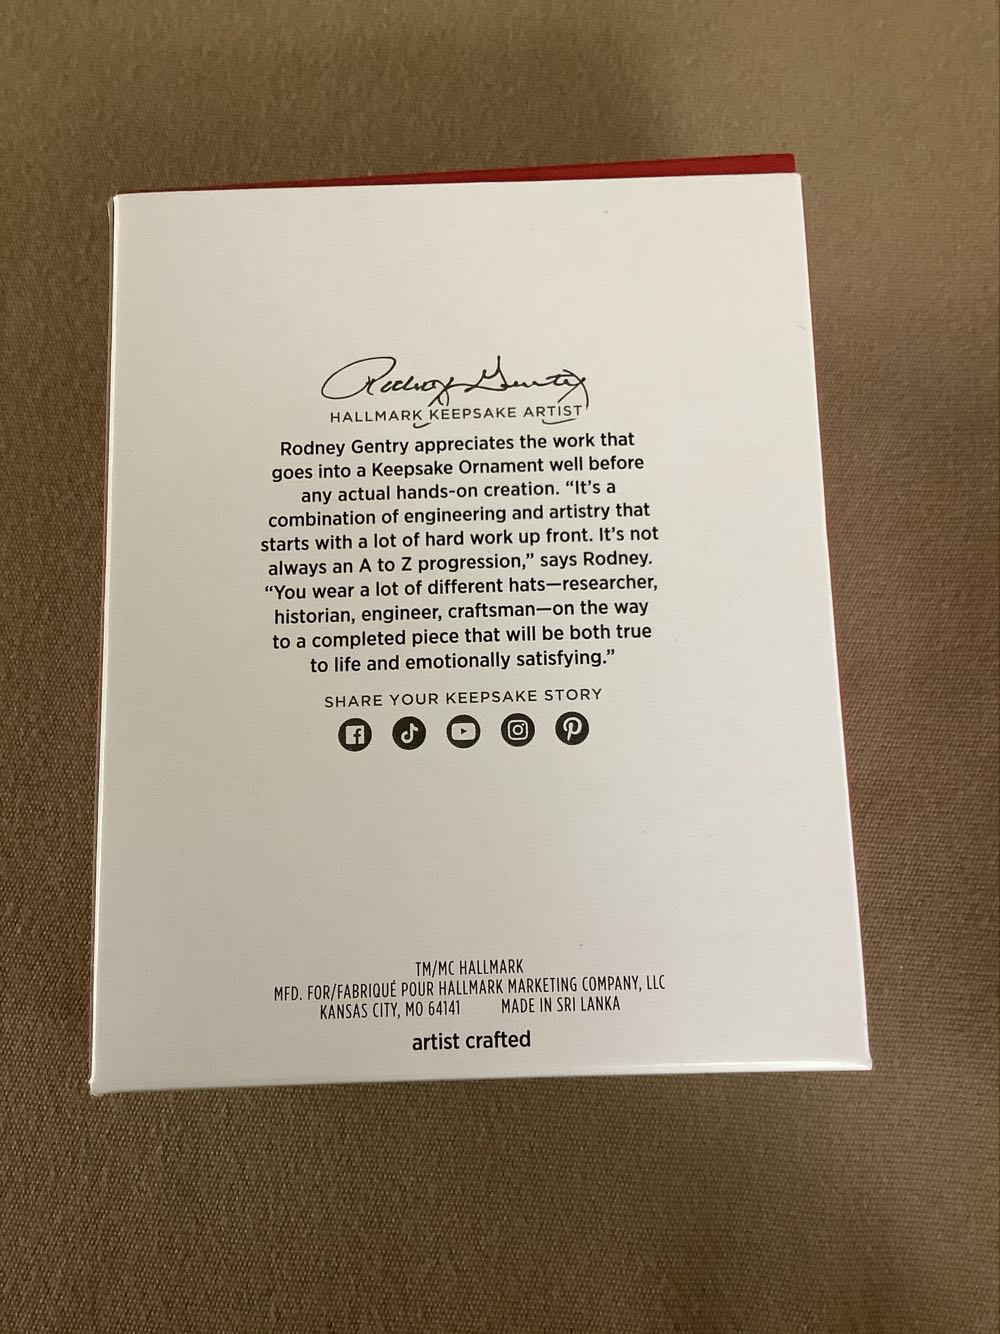 Rodney Gentry
HALLMARK KEEPSAKE ARTIST
Rodney Gentry appreciates the work that
goes into a Keepsake Ornament well before
any actual hands-on creation. “It’s a
combination of engineering and artistry that
starts with a lot of hard work up front. It’s not
always an A to Z progression,” says Rodney.
“You wear a lot of different hats—researcher,
historian, engineer, craftsman—on the way
to a completed piece that will be both true
to life and emotionally satisfying.”
SHARE YOUR KEEPSAKE STORY
TM/MC HALLMARK
MFD. FOR/FABRIQUÉ POUR HALLMARK MARKETING COMPANY, LLC
KANSAS CITY, MO 64141 MADE IN SRI LANKA
artist crafted